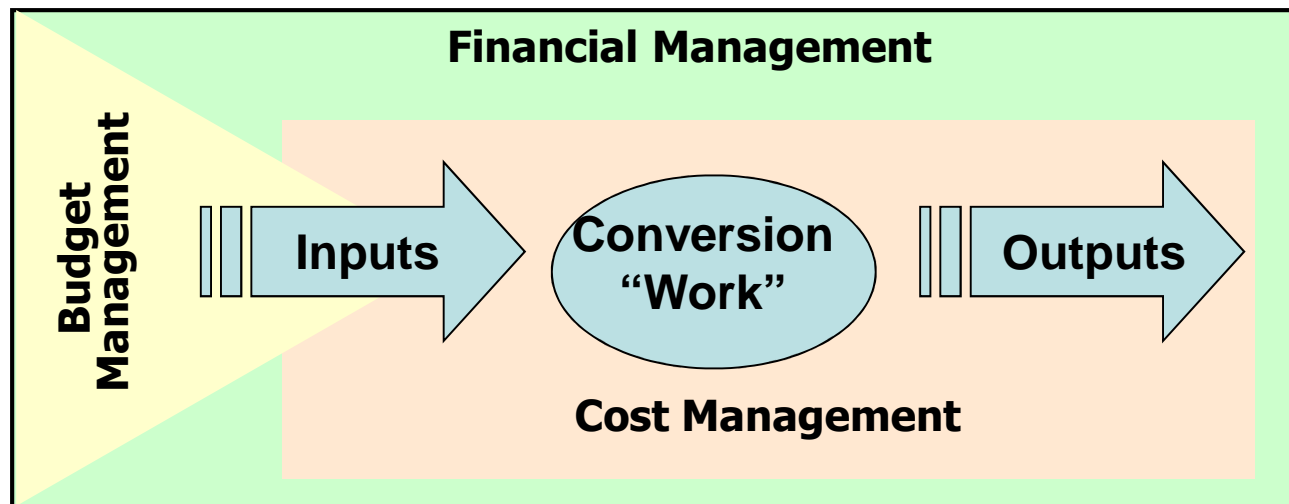 Financial Management
Budget
Management
Inputs
Conversion
“Work”
Outputs
Cost Management